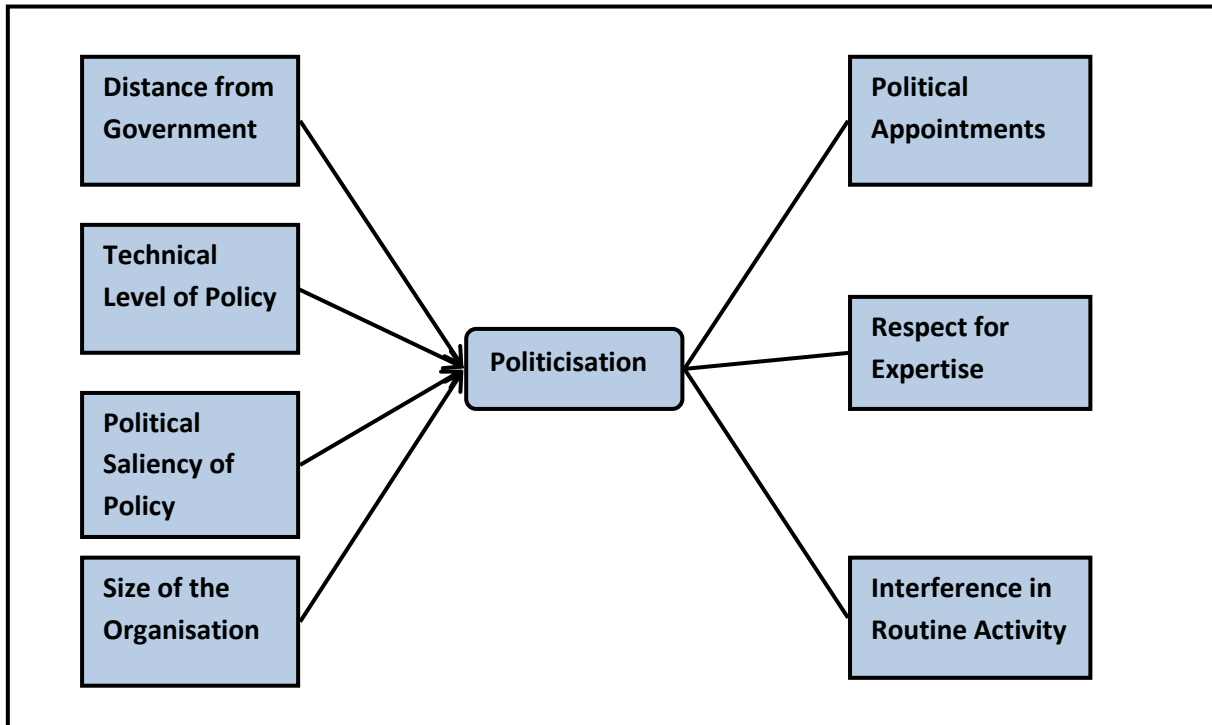 Distance from
Government
Technical
Level of Policy
Political
Saliency of
Policy
Size of the
Organisation
Politicisation
Political
Appointments
Respect for
Expertise
Interference in
Routine Activity